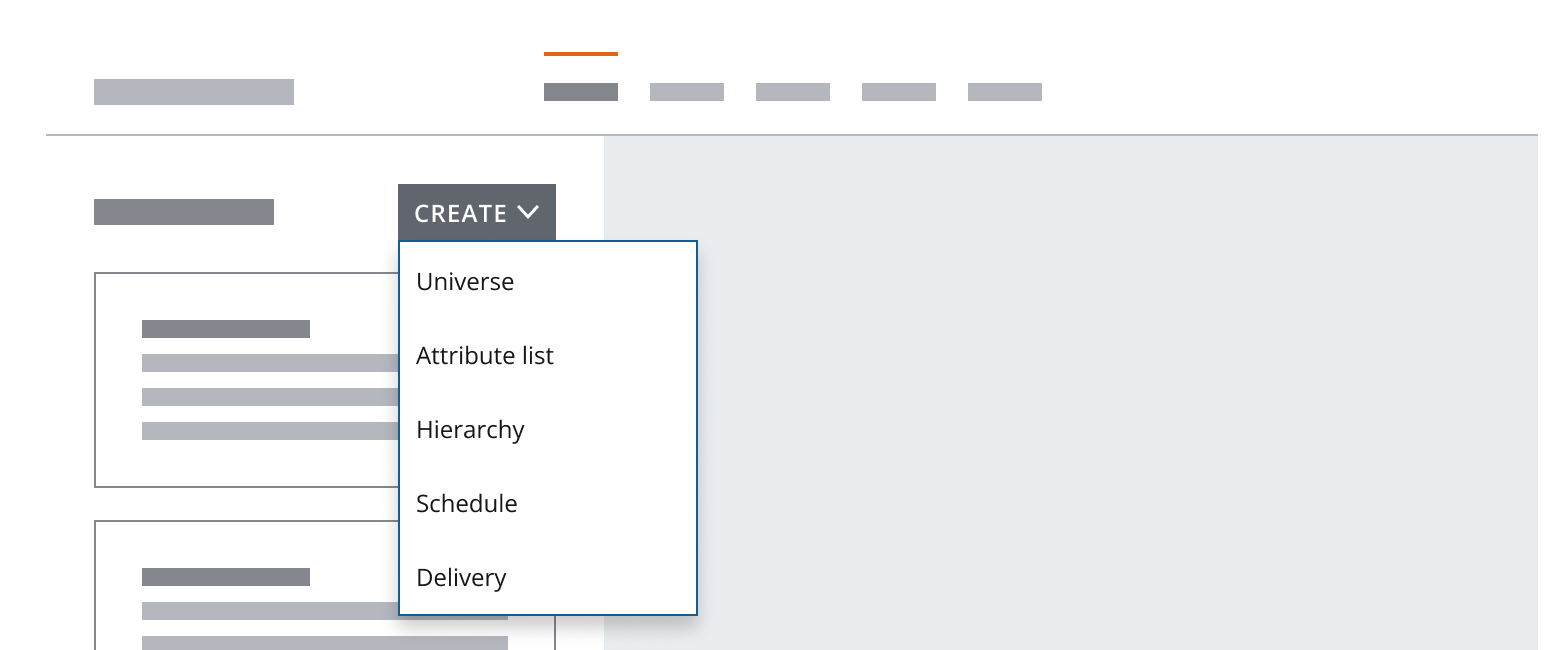 CREATE
Universe
Attribute list
Hierarchy
Schedule
Delivery